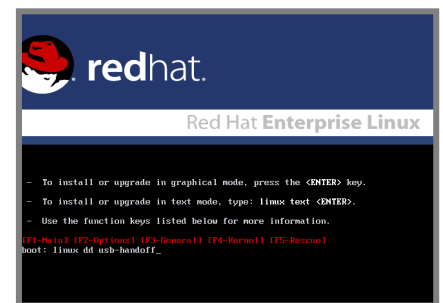 redhat.
Red Hat Enterprise Linux
- To install or upgrade in graphical mode, press the <ENTER> key.
- To install or upgrade in text mode, type: linux text <ENTER>.
- Use the function keys listed below for more information.
[F1-Main] [F2-Options] [F3-General] [F4-Kernel] [F5-Rescue]
boot: linux dd usb-handoff_